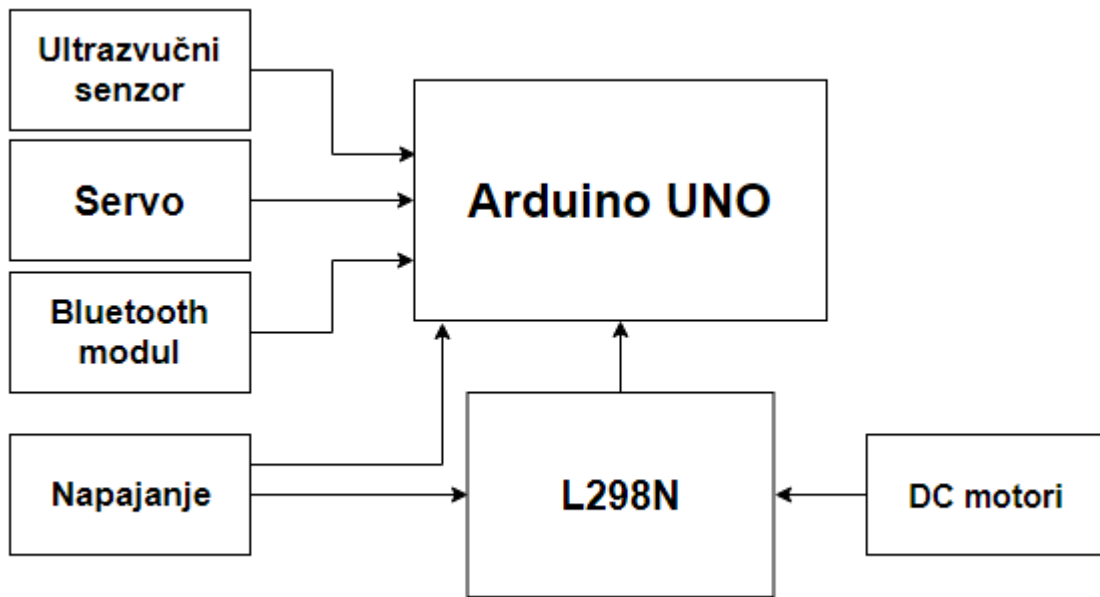 Ultrazvučni
senzor
Servo
Arduino UNO
Bluetooth
modul
Napajanje
L298N
DC motori